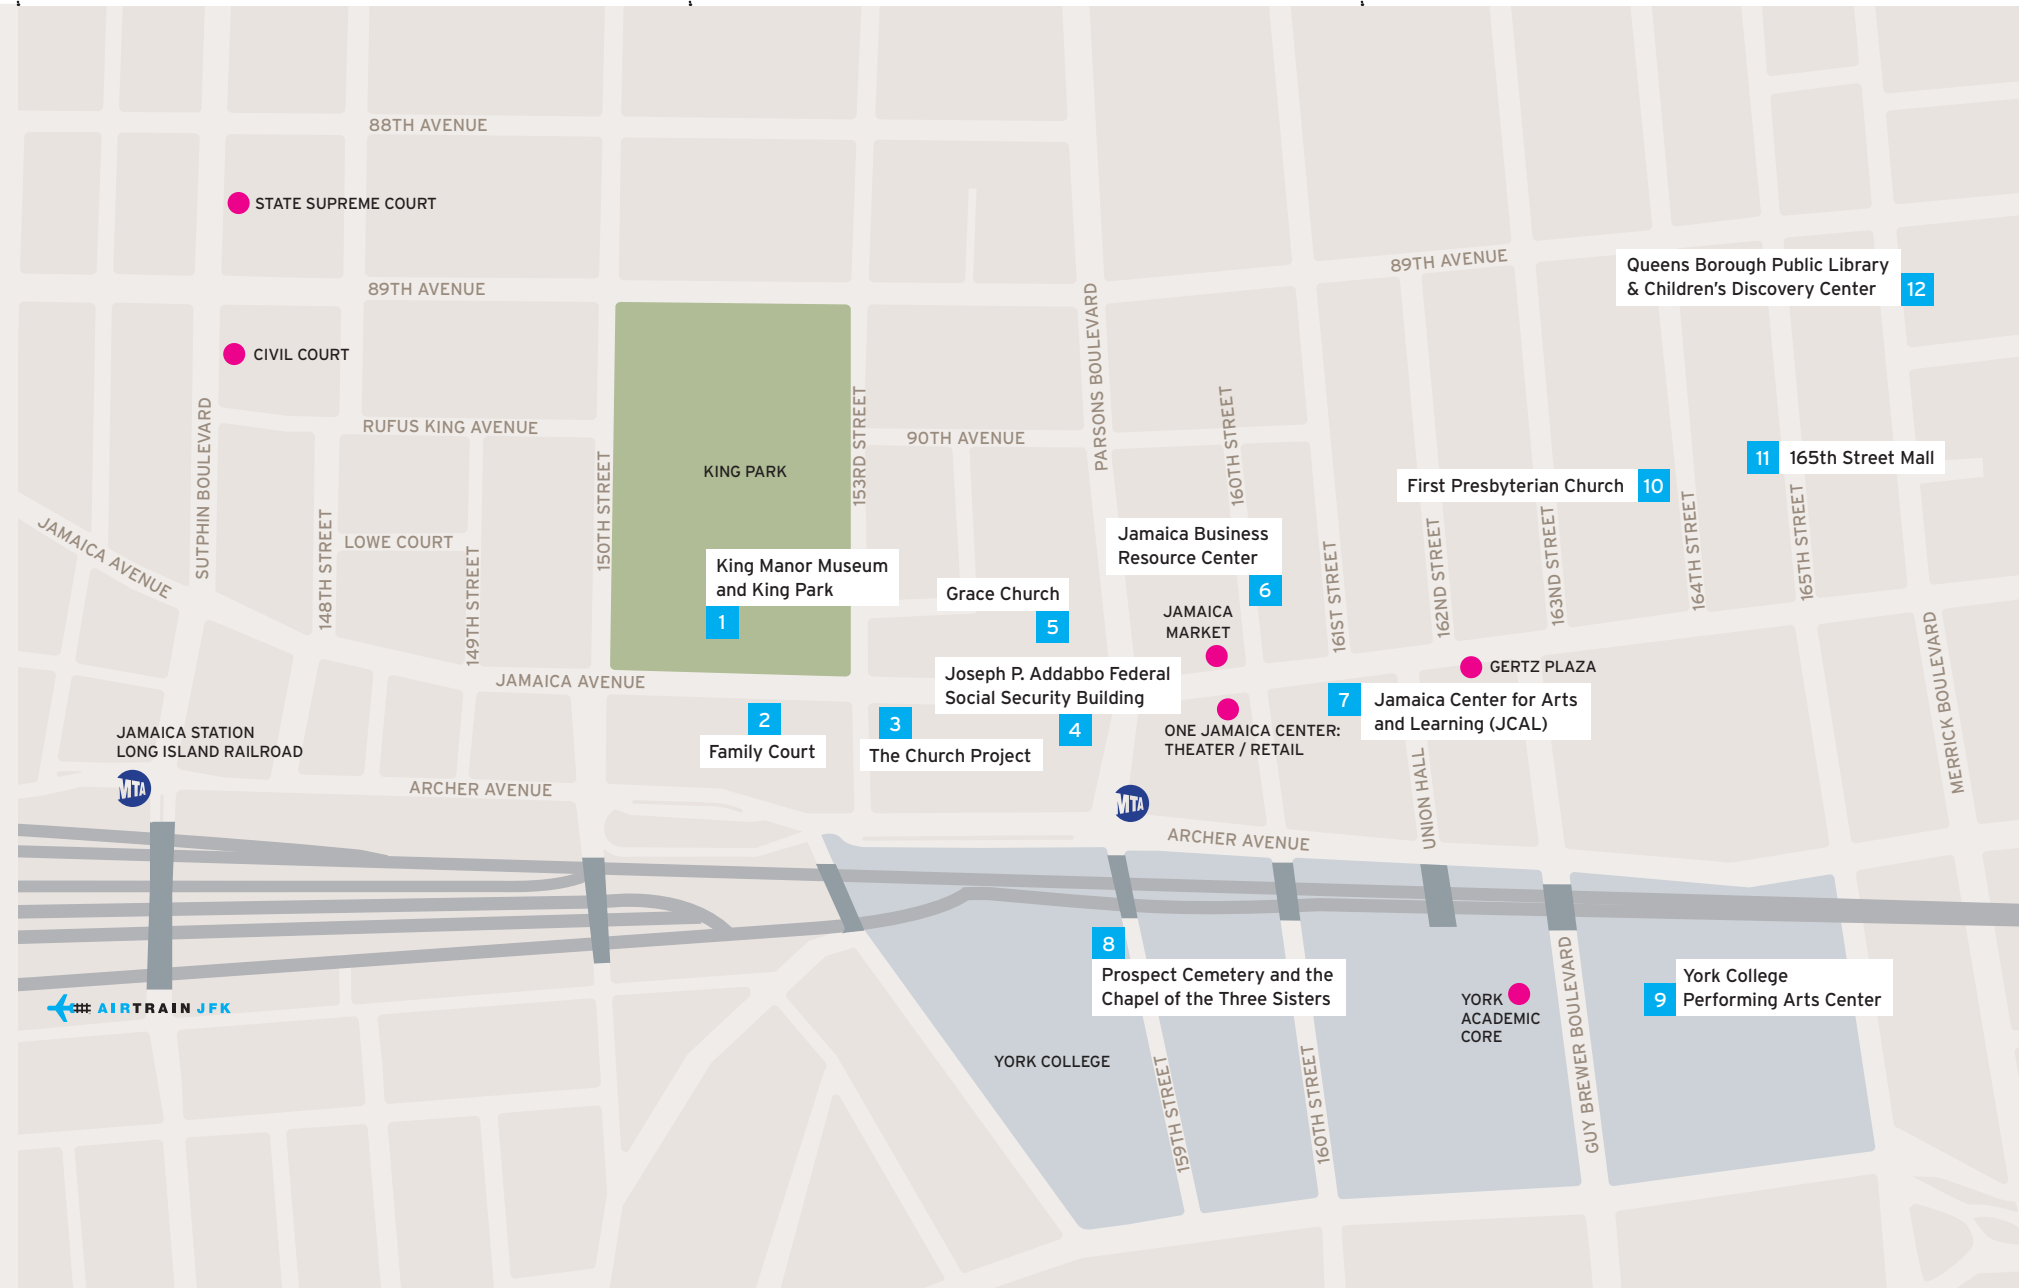 88TH AVENUE
STATE SUPREME COURT
89TH AVENUE
89TH AVENUE
Queens Borough Public Library
& Children's Discovery Center
12
CIVIL COURT
SUTPHIN BOULEVARD
RUFUS KING AVENUE
KING PARK
153RD STREET
90TH AVENUE
PARSONS BOULEVARD
160TH STREET
11
165th Street Mall
First Presbyterian Church
10
JAMAICA AVENUE
148TH STREET
LOWE COURT
149TH STREET
150TH STREET
King Manor Museum
and King Park
1
Grace Church
5
Jamaica Business
Resource Center
6
JAMAICA
MARKET
161ST STREET
162ND STREET
163ND STREET
164TH STREET
165TH STREET
MERRICK BOULEVARD
JAMAICA AVENUE
Joseph P. Addabbo Federal
Social Security Building
4
GERTZ PLAZA
7
Jamaica Center for Arts
and Learning (JCAL)
2
Family Court
3
The Church Project
ONE JAMAICA CENTER:
THEATER / RETAIL
JAMAICA STATION
LONG ISLAND RAILROAD
MTA
ARCHER AVENUE
MTA
ARCHER AVENUE
UNION HALL
8
Prospect Cemetery and the
Chapel of the Three Sisters
YORK
ACADEMIC
CORE
GUY BREWER BOULEVARD
9
York College
Performing Arts Center
AIRTRAIN JFK
YORK COLLEGE
159TH STREET
160TH STREET